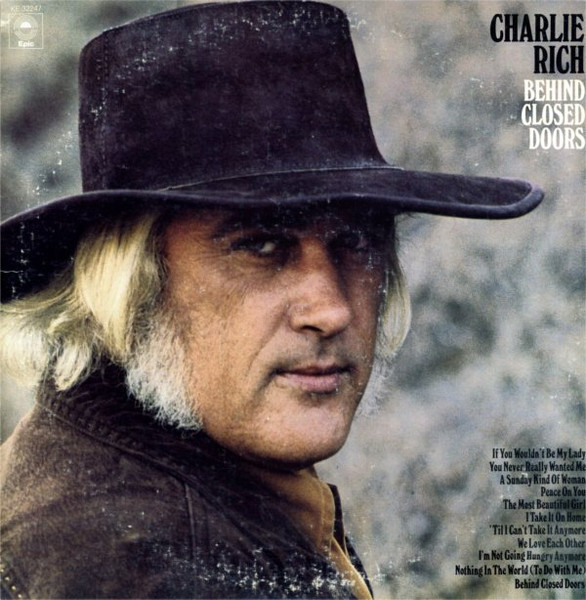 KE 32247
Epic
CHARLIE
RICH
BEHIND
CLOSED
DOORS
If You Wouldn't Be My Lady
You Never Really Wanted Me
A Sunday Kind Of Woman
Peace On You
The Most Beautiful Girl
I Take It On Home
'Til I Can't Take It Anymore
We Love Each Other
I'm Not Going Hungry Anymore
Nothing In The World (To Do With Me)
Behind Closed Doors